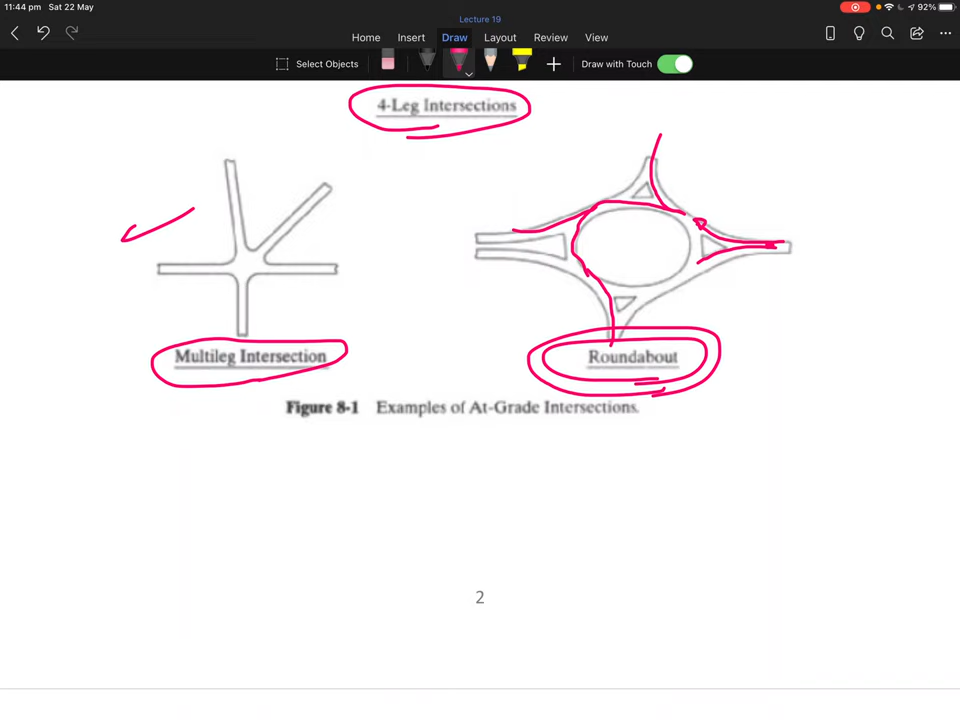 11:44 pm Sat 22 May
92%
Lecture 19
Home Insert Draw Layout Review View
Select Objects
Draw with Touch
4-Leg Intersections
Multileg Intersection
Roundabout
Figure 8-1 Examples of At-Grade Intersections.
2